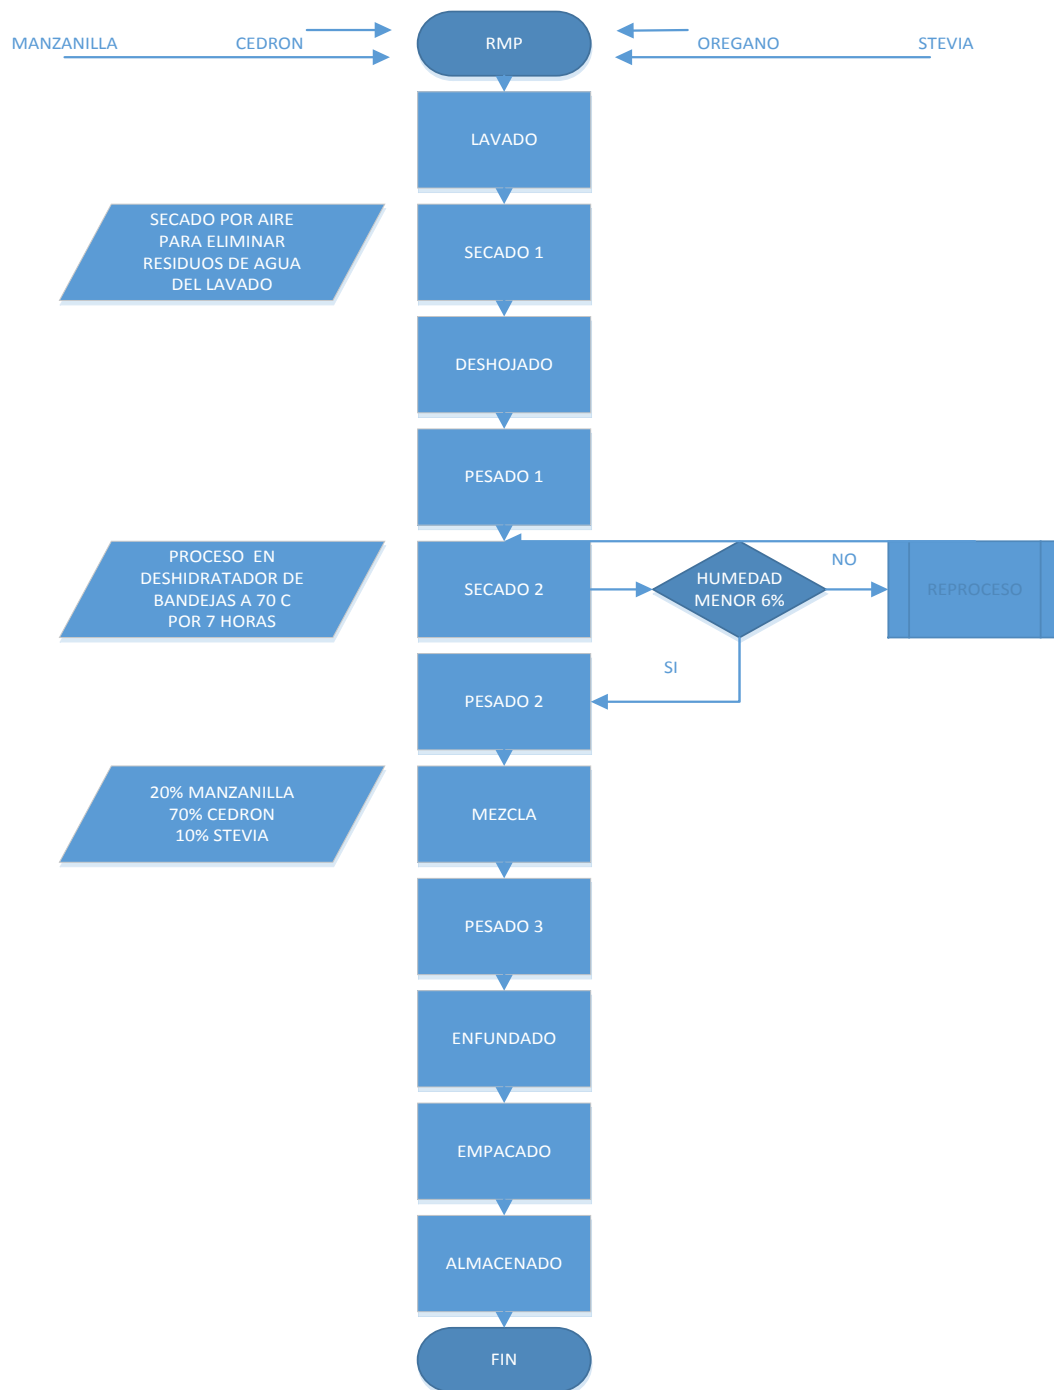 MANZANILLA
CEDRON
RMP
OREGANO
STEVIA
LAVADO
SECADO POR AIRE
PARA ELIMINAR
RESIDUOS DE AGUA
DEL LAVADO
SECADO 1
DESHOJADO
PESADO 1
PROCESO EN
DESHIDRATADOR DE
BANDEJAS A 70 C
POR 7 HORAS
SECADO 2
HUMEDAD
MENOR 6%
NO
REPROCESO
SI
PESADO 2
20% MANZANILLA
70% CEDRON
10% STEVIA
MEZCLA
PESADO 3
ENFUNDADO
EMPACADO
ALMACENADO
FIN